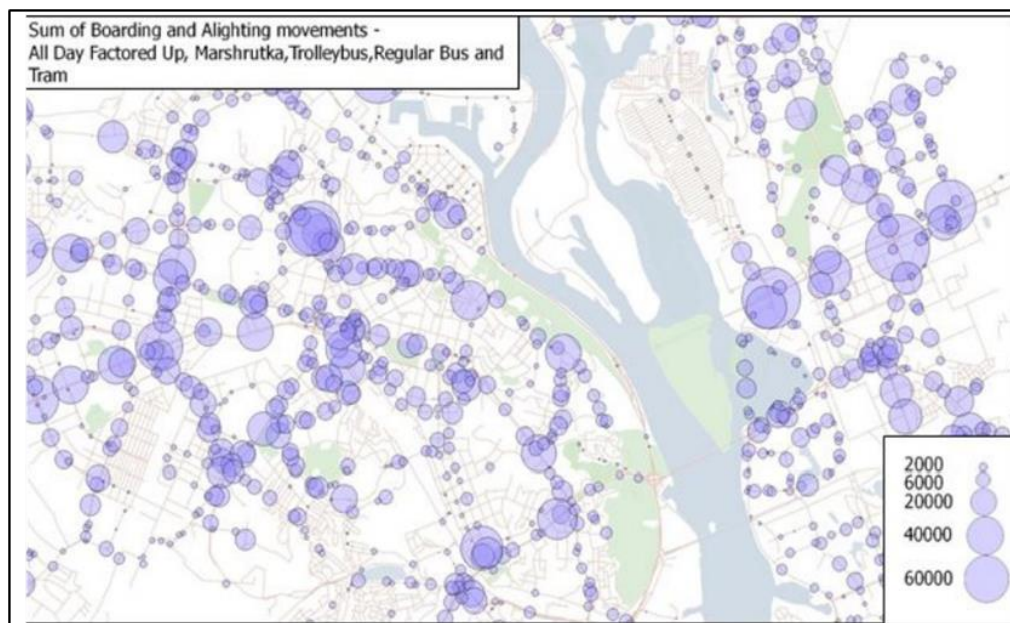 Sum of Boarding and Alighting movements -
All Day Factored Up, Marshrutka,Trolleybus,Regular Bus and
Tram
2000
6000
20000
40000
60000